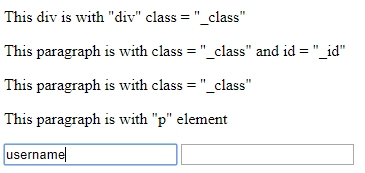 This div is with "div" class = "_class"
This paragraph is with class = "_class" and id = "_id"
This paragraph is with class = "_class"
This paragraph is with "p" element
username